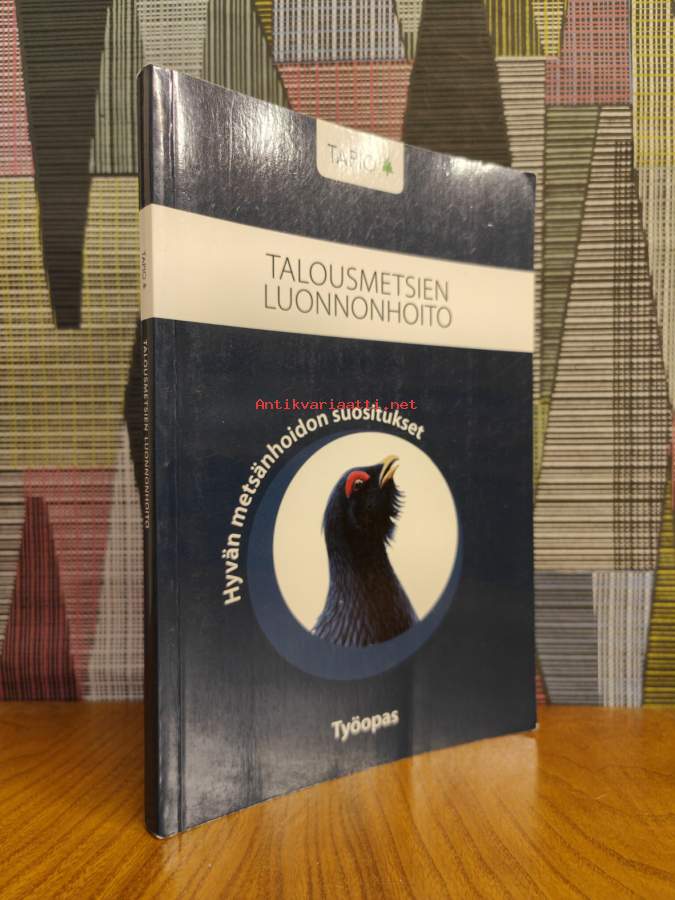 TAPIO
TALOUSMETSIEN
LUONNONHOITO
Antikvariaatti.net
Hyvän metsänhoidon suositukset
Työopas
TAPIO
TALOUSMETSIEN LUONNONHOITO